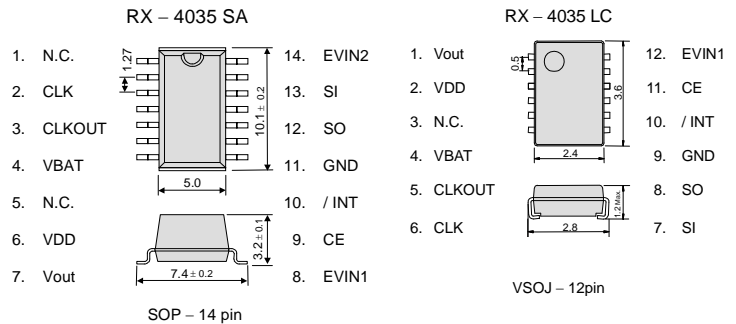 RX – 4035 SA
1. N.C.
2. CLK
3. CLKOUT
4. VBAT
5. N.C.
6. VDD
7. Vout
14. EVIN2
13. SI
12. SO
11. GND
10. / INT
9. CE
8. EVIN1
1.27
10.1 ± 0.2
5.0
3.2 ± 0.1
7.4 ± 0.2
SOP – 14 pin
RX – 4035 LC
1. Vout
2. VDD
3. N.C.
4. VBAT
5. CLKOUT
6. CLK
12. EVIN1
11. CE
10. / INT
9. GND
8. SO
7. SI
0.5
3.6
2.4
1.2 Max.
2.8
VSOJ – 12pin